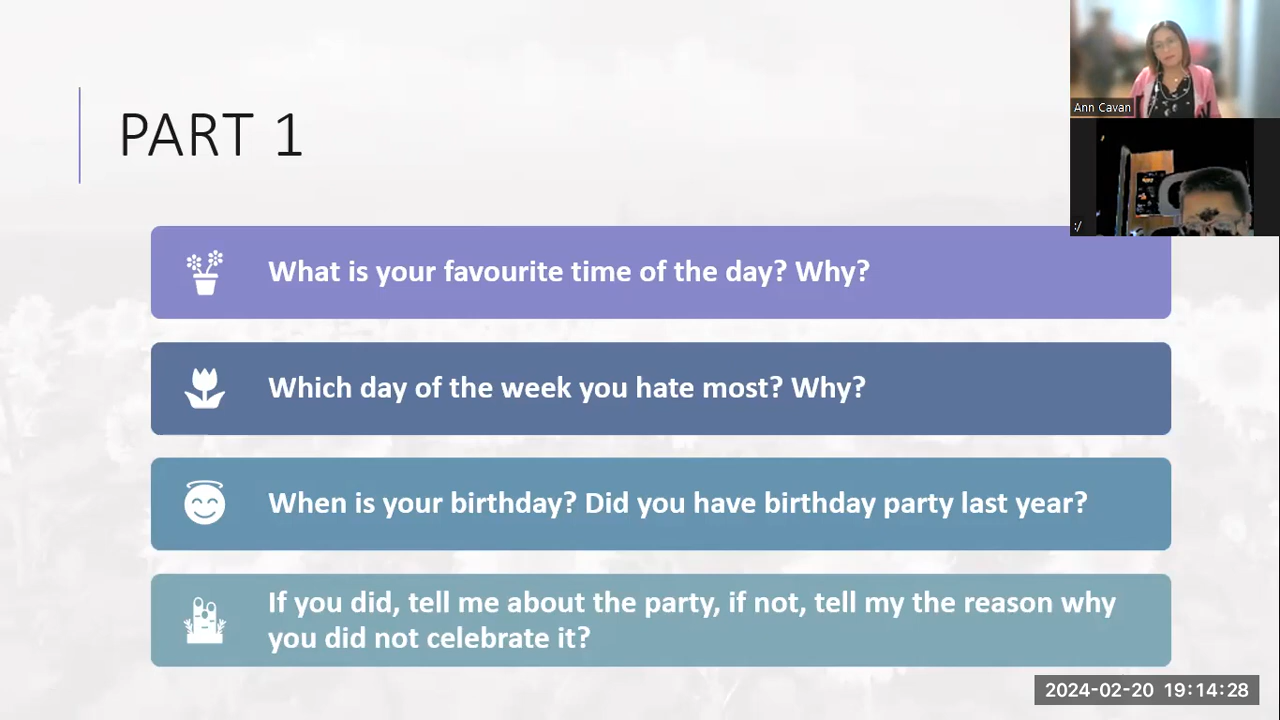 Ann Cavan
PART 1
:/
What is your favourite time of the day? Why?
Which day of the week you hate most? Why?
When is your birthday? Did you have birthday party last year?
If you did, tell me about the party, if not, tell my the reason why
you did not celebrate it?
2024-02-20 19:14:28